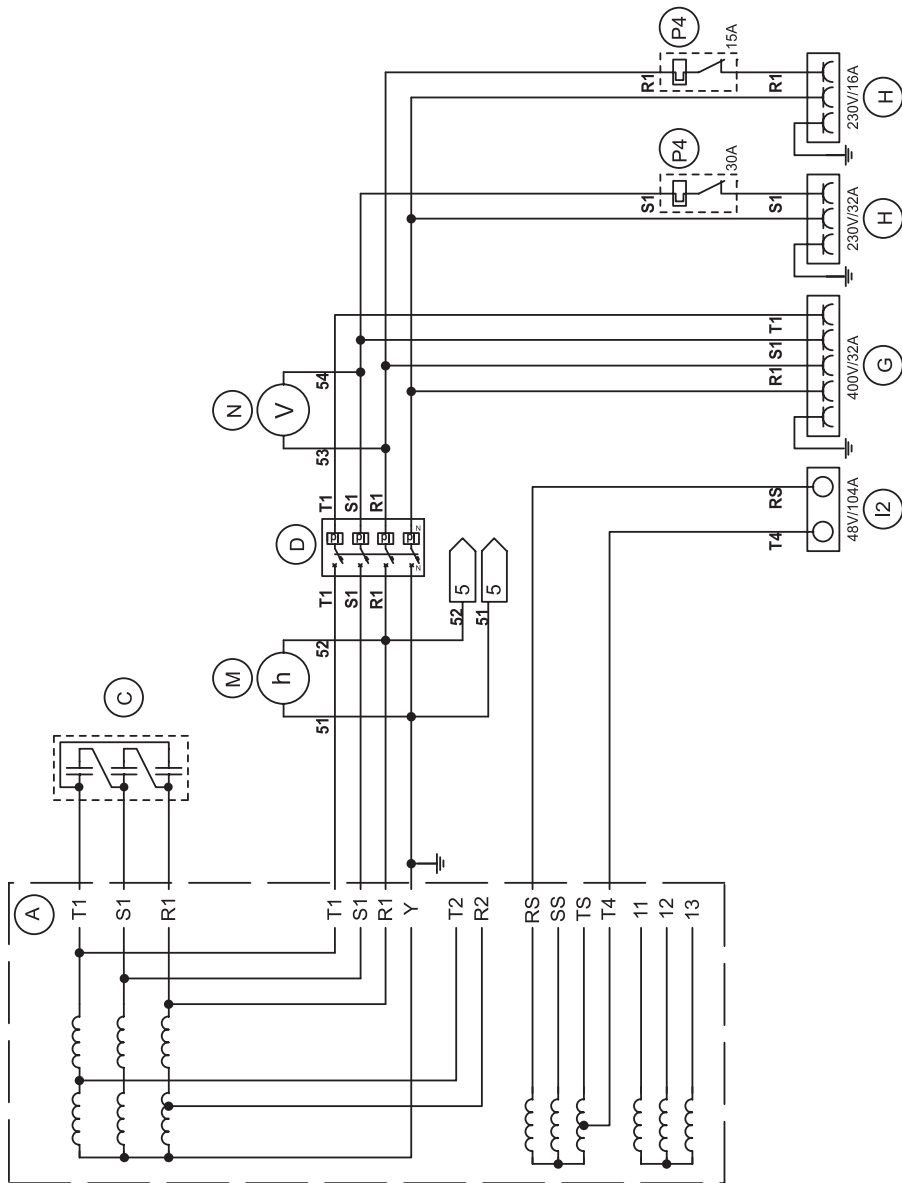 A
T1
S1
C
R1
M
N
h
V
D
51
52
T1
T1
53
54
T1
S1
S1
S1
R1
R1
R1
Y
N
N
T2
52
5
R2
51
5
RS
SS
TS
T4
11
12
13
R1
P4
15A
S1
P4
30A
T4
RS
R1
S1
T1
S1
R1
48V/104A
400V/32A
230V/32A
230V/16A
I2
G
H
H